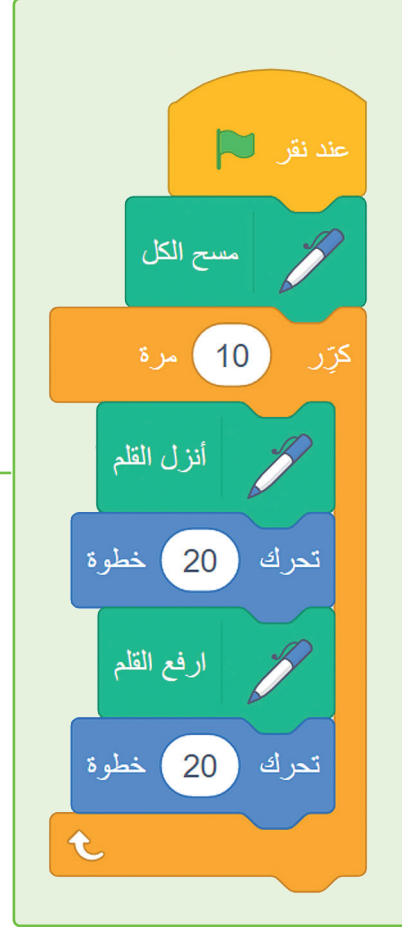 عند نقر
مسح الكل
كرِّر 10 مرة
أنزل القلم
تحرك 20 خطوة
ارفع القلم
تحرك 20 خطوة